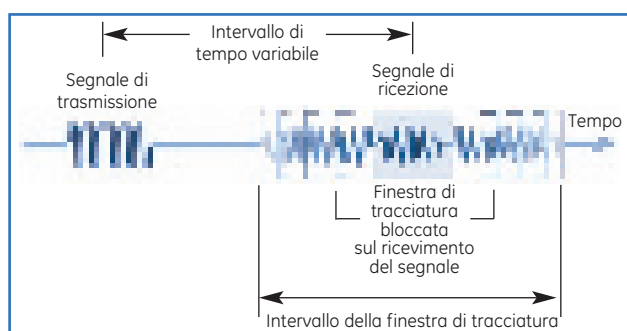 Intervallo di
tempo variabile
Segnale di
trasmissione
Segnale di
ricezione
Tempo
Finestra di
tracciatura
bloccata
sul ricevimento
del segnale
Intervallo della finestra di tracciatura